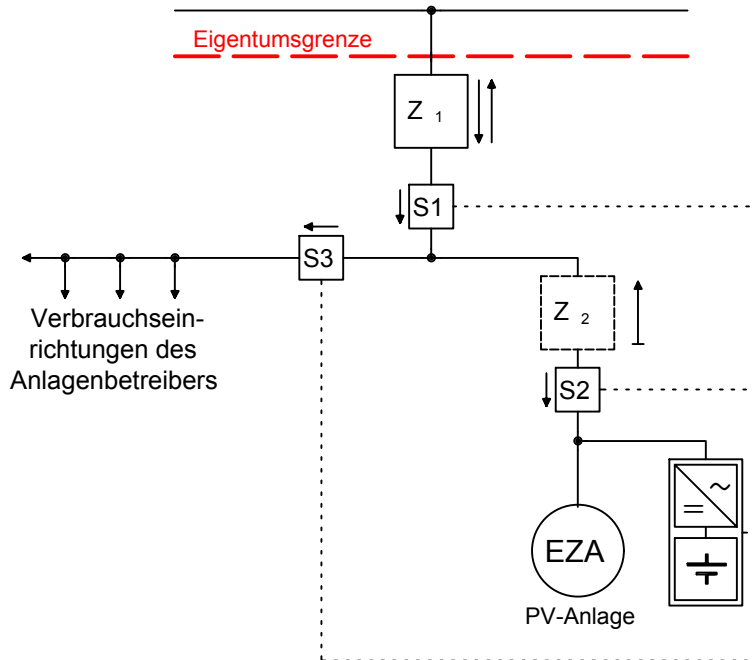 Eigentumsgrenze
Z 1
S1
S3
Z 2
Verbrauchsein-
richtungen des
Anlagenbetreibers
S2
EZA
PV-Anlage